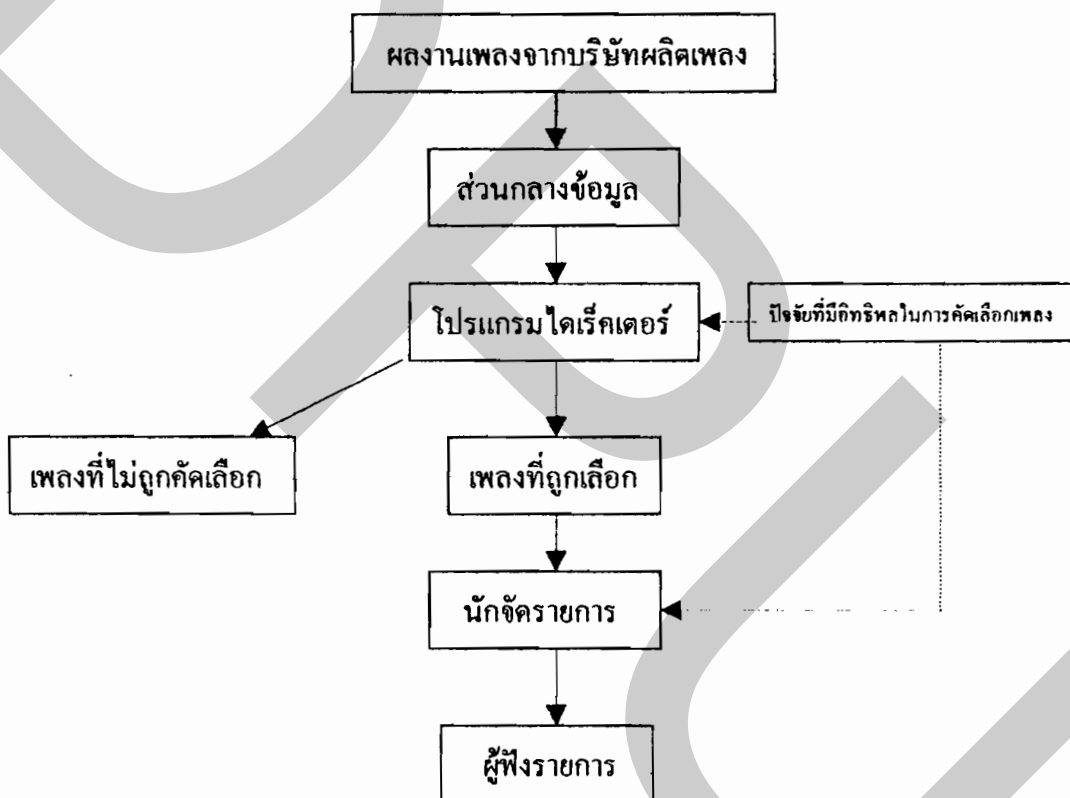 ผลงานเพลงจากบริษัทผลิตเพลง
ส่วนกลางข้อมูล
โปรแกรมไดเร็คเตอร์
ปัจจัยที่มีอิทธิพลในการคัดเลือกเพลง
เพลงที่ไม่ถูกคัดเลือก
เพลงที่ถูกเลือก
นักจัดรายการ
ผู้ฟังรายการ